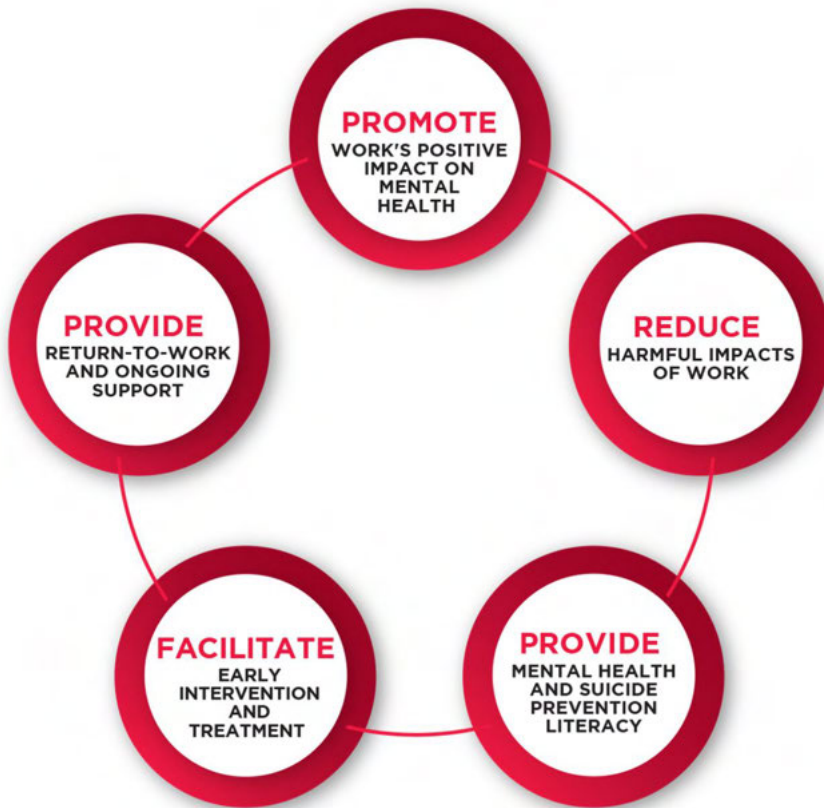 PROMOTE
WORK'S POSITIVE
IMPACT ON
MENTAL
HEALTH
REDUCE
HARMFUL IMPACTS
OF WORK
PROVIDE
MENTAL HEALTH
AND SUICIDE
PREVENTION
LITERACY
FACILITATE
EARLY
INTERVENTION
AND
TREATMENT
PROVIDE
RETURN-TO-WORK
AND ONGOING
SUPPORT